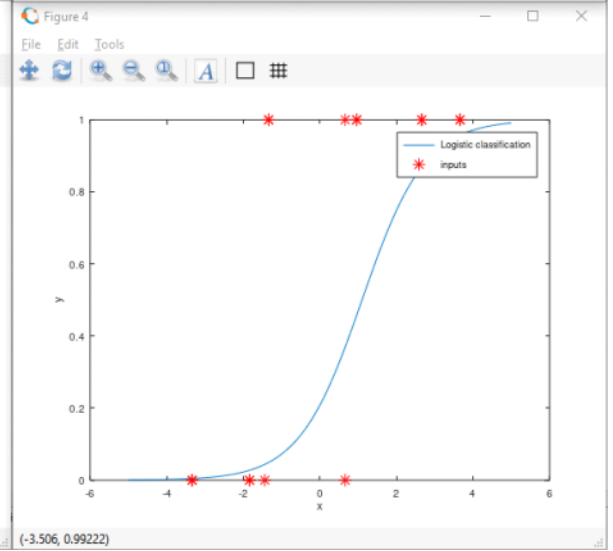 Figure 4
File Edit Tools
A
1
0.8
0.6
0.4
0.2
0
y
Logistic classification
inputs
-6 -4 -2 0 2 4 6
x
(-3.506, 0.99222)